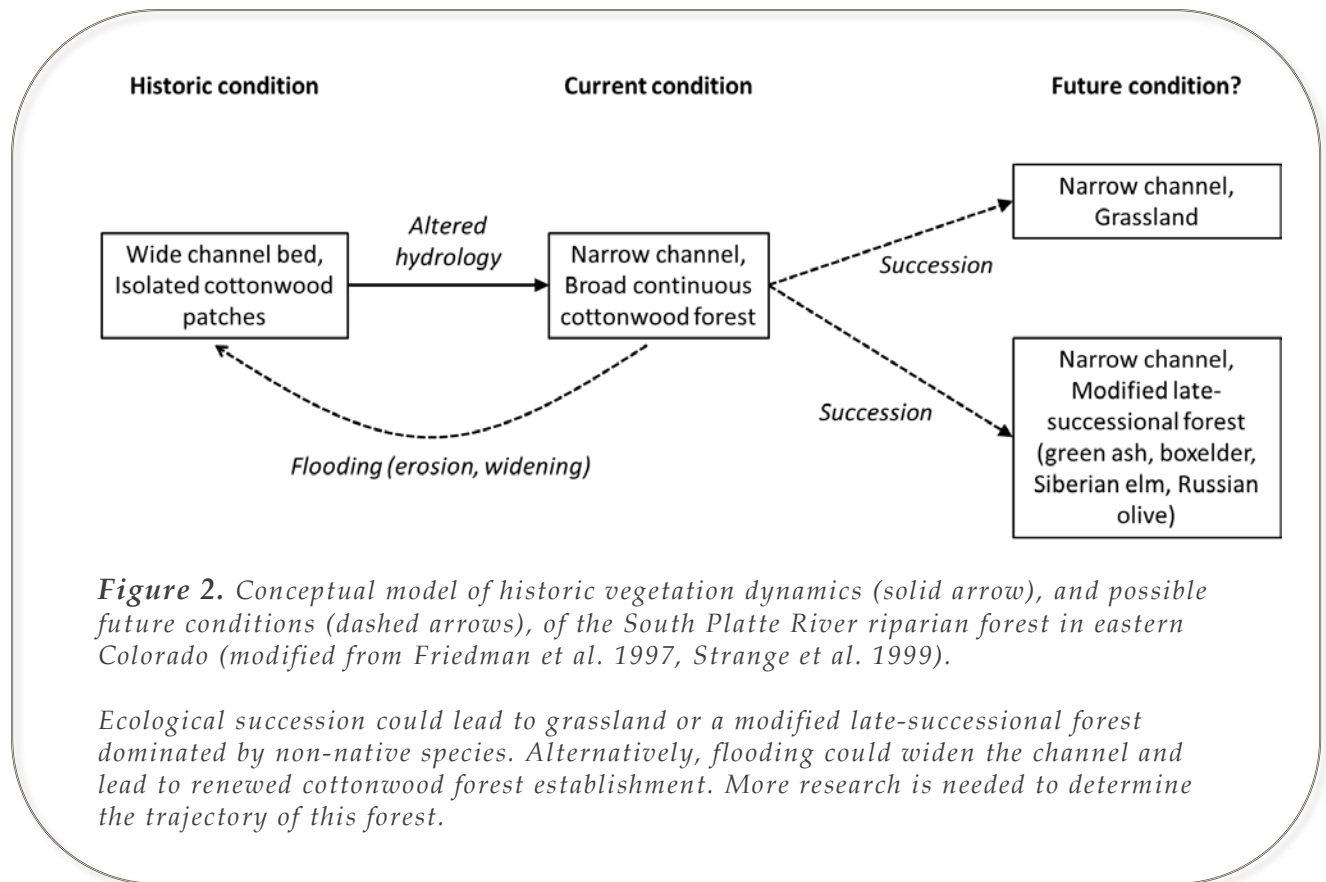 Historic condition
Current condition
Future condition?
Wide channel bed,
Isolated cottonwood
patches
Altered
hydrology
Narrow channel,
Broad continuous
cottonwood forest
Succession
Narrow channel,
Grassland
Succession
Narrow channel,
Modified late-
successional forest
(green ash, boxelder,
Siberian elm, Russian
olive)
Flooding (erosion, widening)
Figure 2. Conceptual model of historic vegetation dynamics (solid arrow), and possible
future conditions (dashed arrows), of the South Platte River riparian forest in eastern
Colorado (modified from Friedman et al. 1997, Strange et al. 1999).
Ecological succession could lead to grassland or a modified late-successional forest
dominated by non-native species. Alternatively, flooding could widen the channel and
lead to renewed cottonwood forest establishment. More research is needed to determine
the trajectory of this forest.